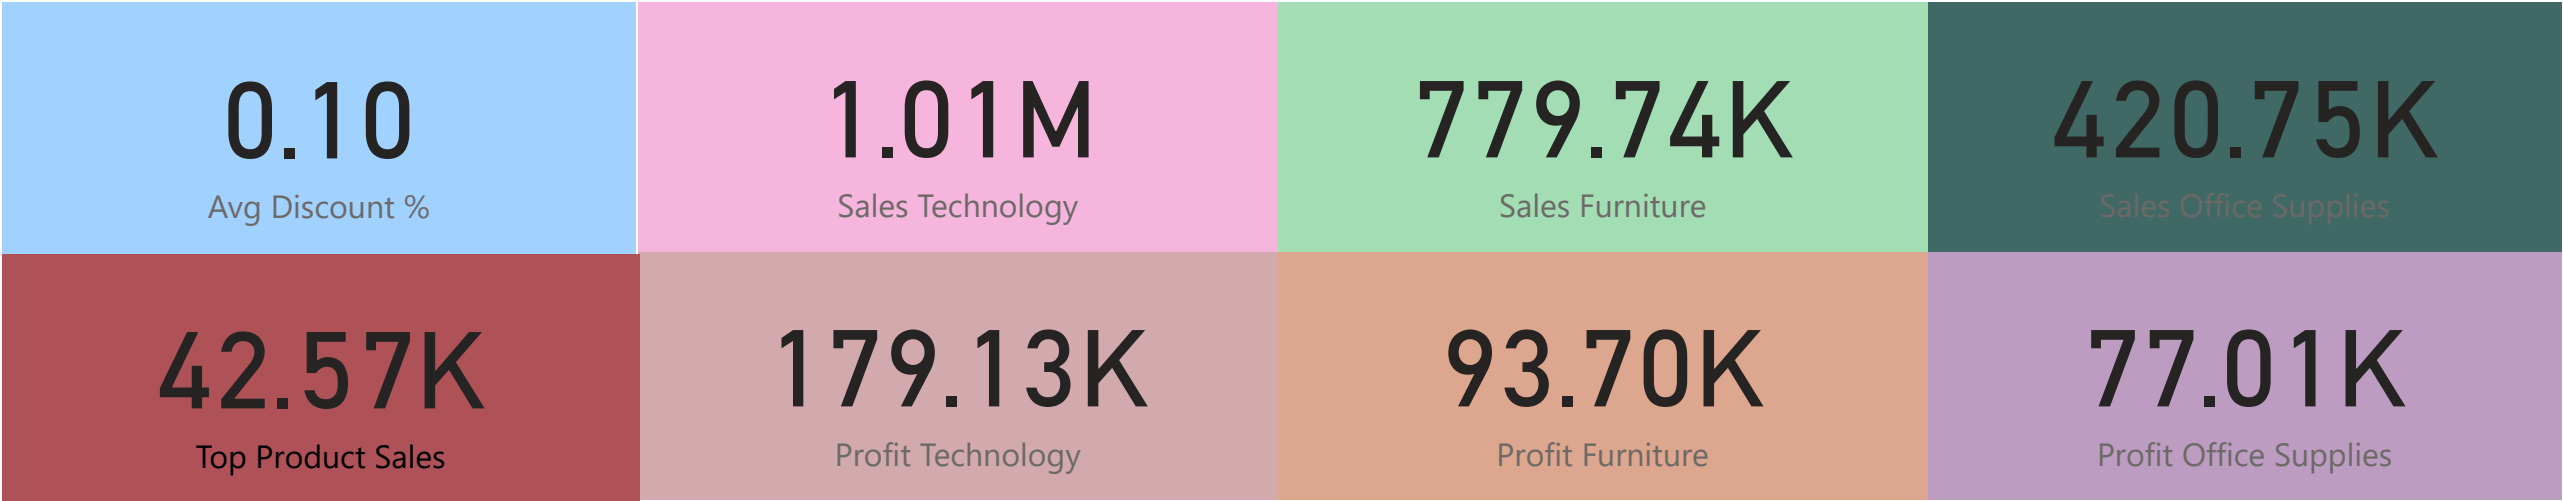 0.10
Avg Discount %
1.01M
Sales Technology
779.74K
Sales Furniture
420.75K
Sales Office Supplies
42.57K
Top Product Sales
179.13K
Profit Technology
93.70K
Profit Furniture
77.01K
Profit Office Supplies